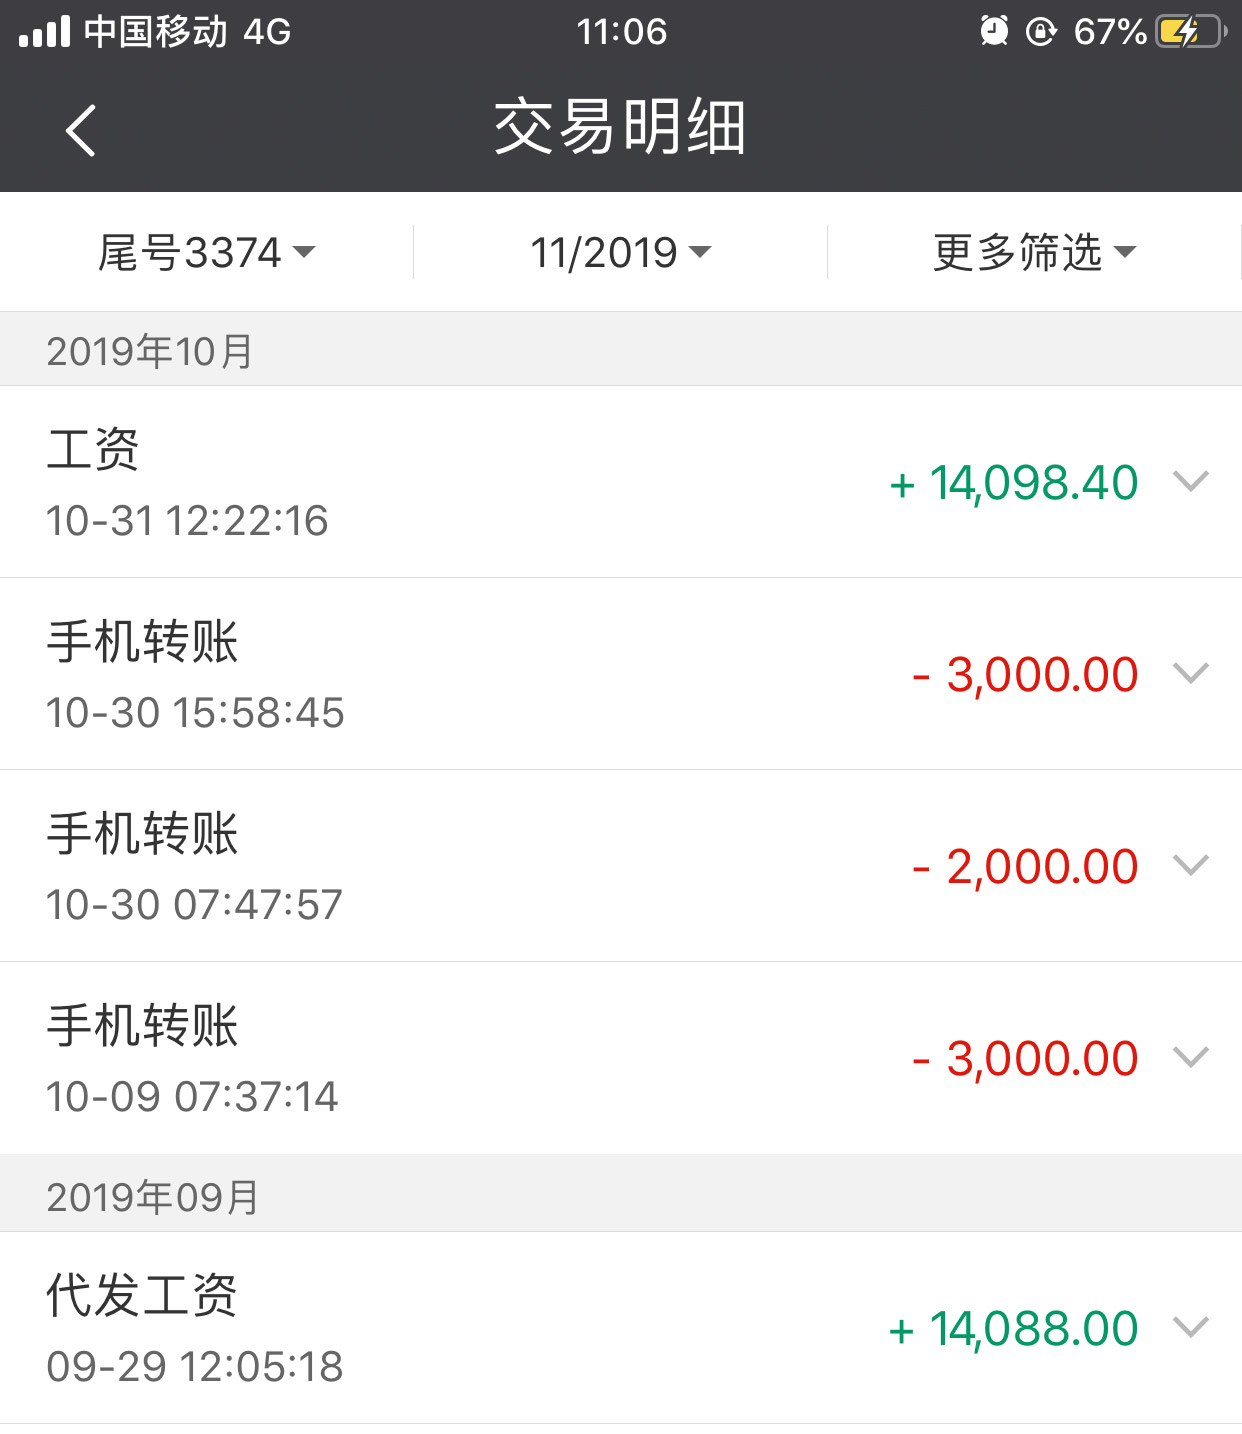 中国移动 4G 11:06 67%
交易明细
尾号3374 11/2019 更多筛选
2019年10月
工资
+ 14,098.40
10-31 12:22:16
手机转账
- 3,000.00
10-30 15:58:45
手机转账
- 2,000.00
10-30 07:47:57
手机转账
- 3,000.00
10-09 07:37:14
2019年09月
代发工资
+ 14,088.00
09-29 12:05:18